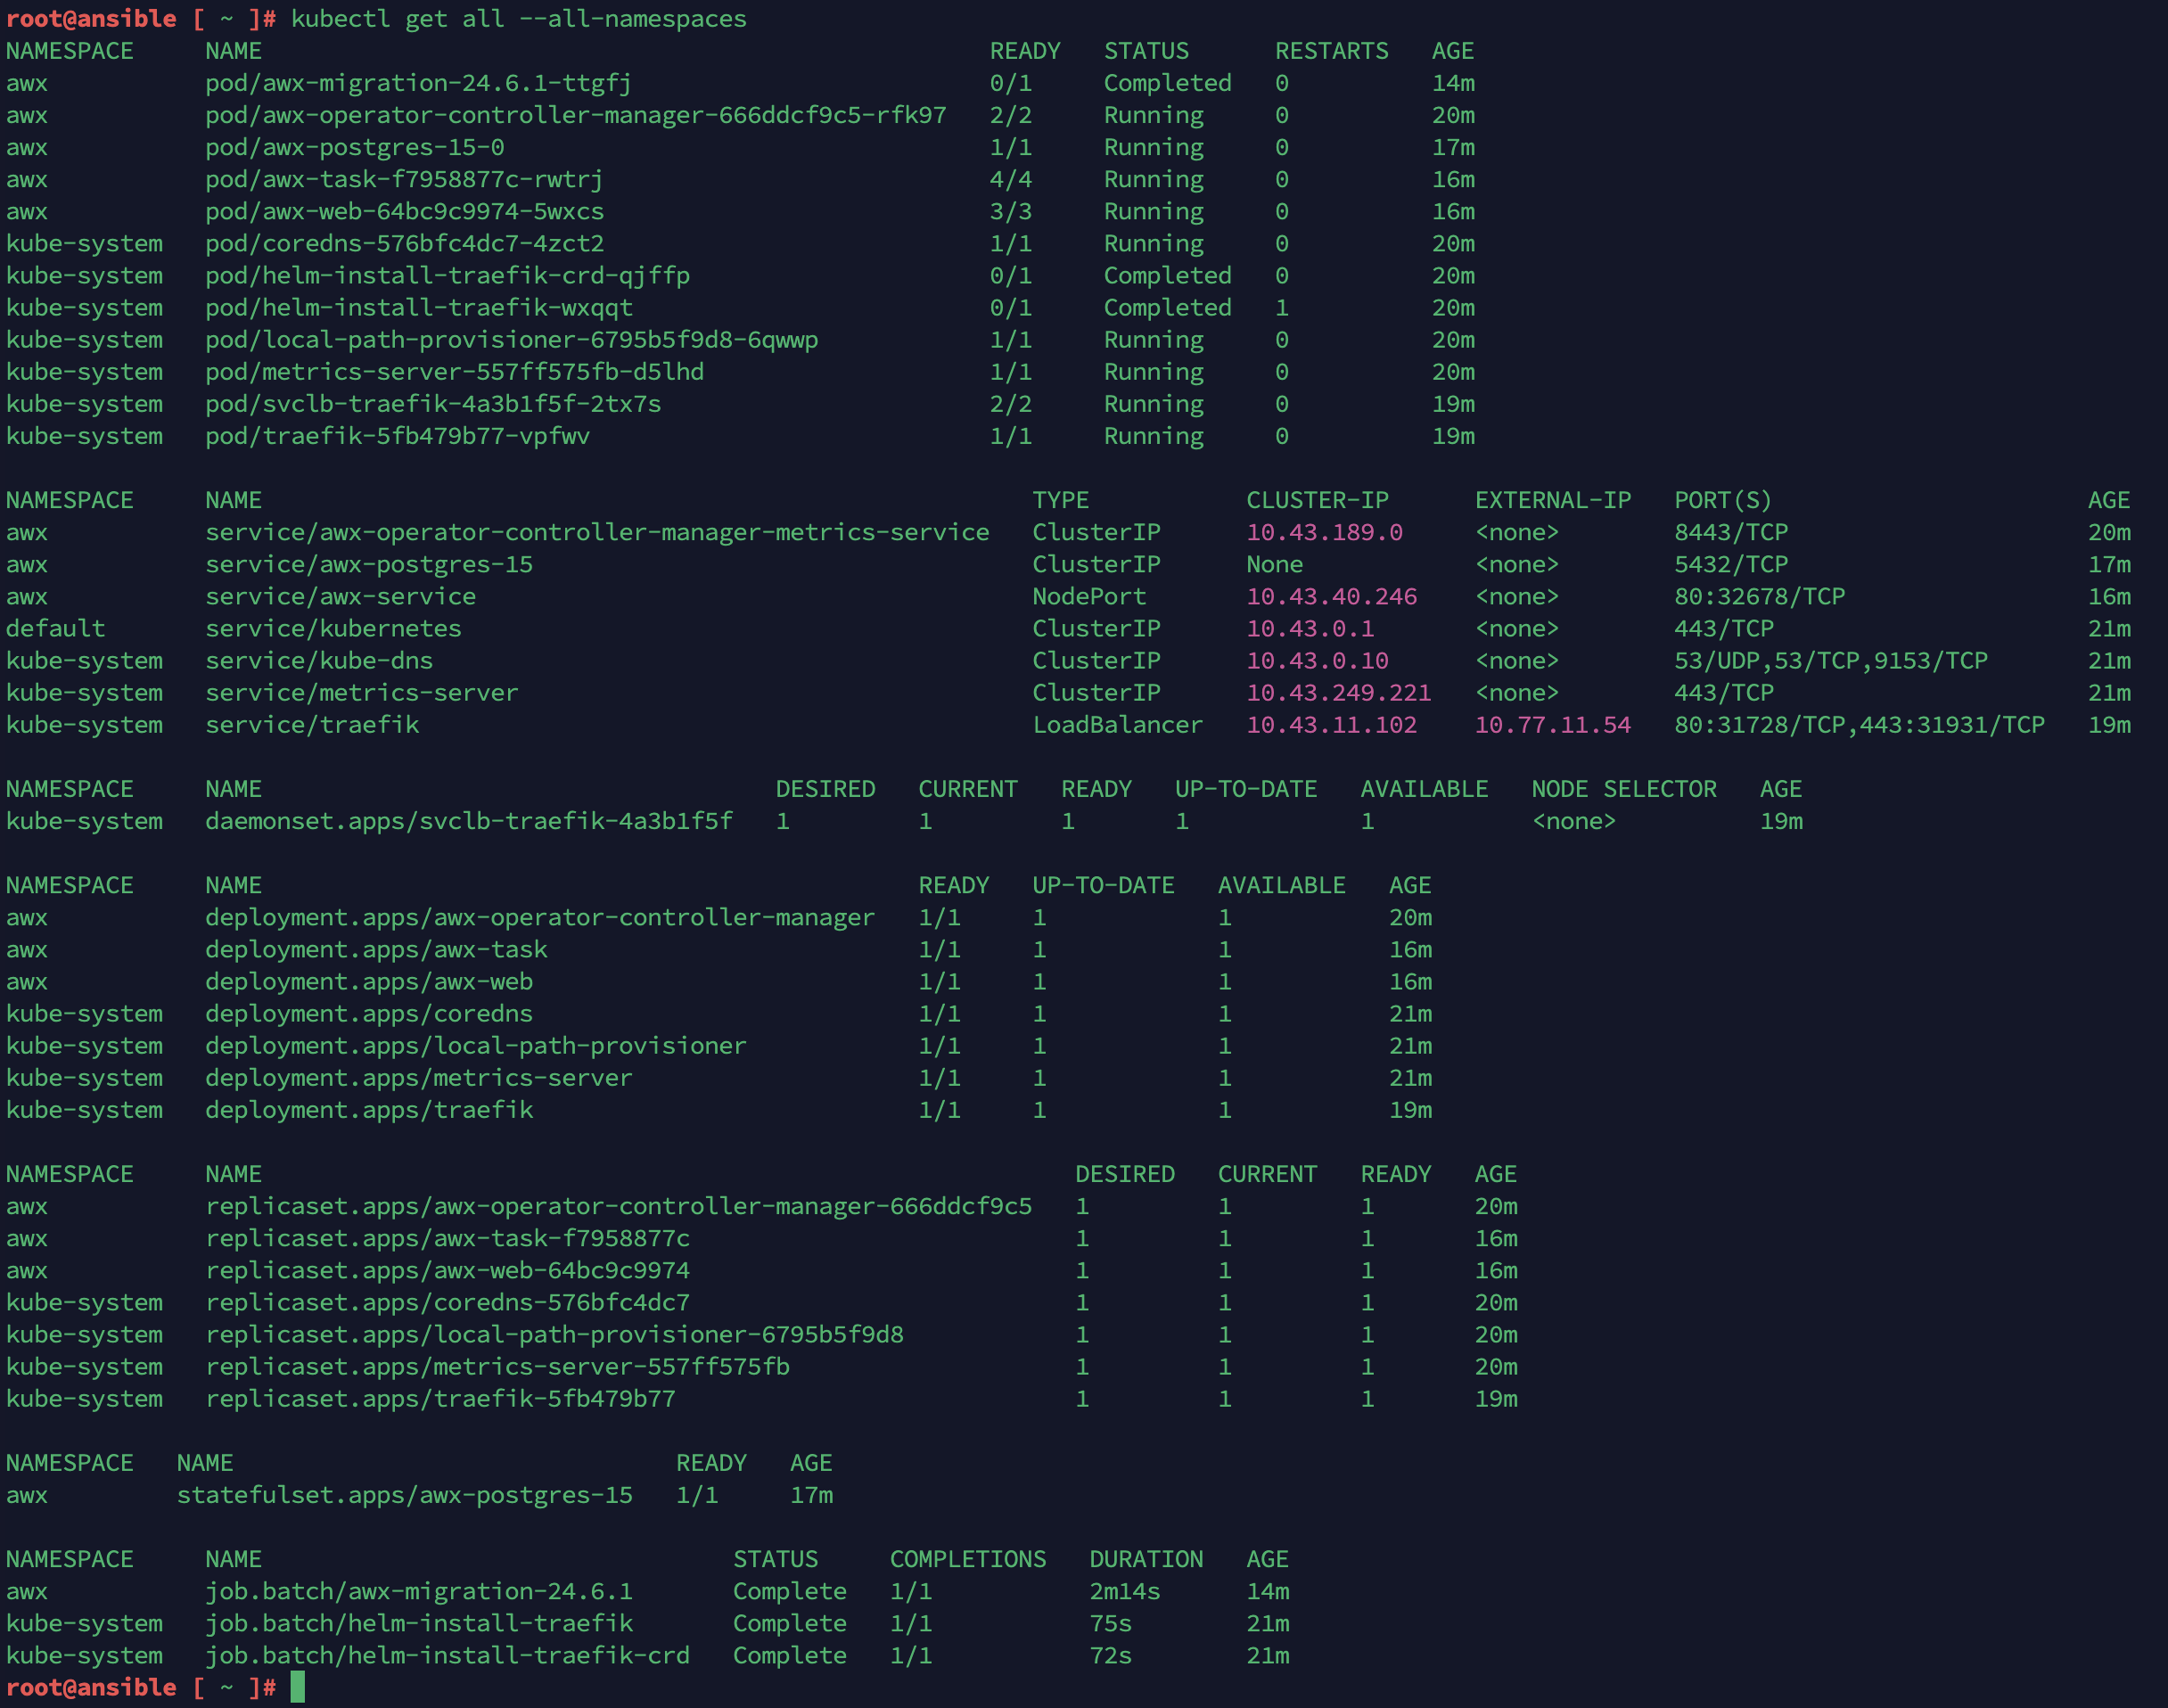 root@ansible [ ~ ]# kubectl get all --all-namespaces
NAMESPACE     NAME                                                   READY   STATUS      RESTARTS   AGE
awx           pod/awx-migration-24.6.1-ttgfj                         0/1     Completed   0          14m
awx           pod/awx-operator-controller-manager-666ddcf9c5-rfk97   2/2     Running     0          20m
awx           pod/awx-postgres-15-0                                  1/1     Running     0          17m
awx           pod/awx-task-f7958877c-rwtrj                           4/4     Running     0          16m
awx           pod/awx-web-64bc9c9974-5wxcs                           3/3     Running     0          16m
kube-system   pod/coredns-576bfc4dc7-4zct2                           1/1     Running     0          20m
kube-system   pod/helm-install-traefik-crd-qjffp                     0/1     Completed   0          20m
kube-system   pod/helm-install-traefik-wxqqt                         0/1     Completed   1          20m
kube-system   pod/local-path-provisioner-6795b5f9d8-6qwwp            1/1     Running     0          20m
kube-system   pod/metrics-server-557ff575fb-d5lhd                    1/1     Running     0          20m
kube-system   pod/svclb-traefik-4a3b1f5f-2tx7s                       2/2     Running     0          19m
kube-system   pod/traefik-5fb479b77-vpfwv                            1/1     Running     0          19m

NAMESPACE     NAME                                                      TYPE           CLUSTER-IP      EXTERNAL-IP   PORT(S)                      AGE
awx           service/awx-operator-controller-manager-metrics-service   ClusterIP      10.43.189.0     <none>        8443/TCP                     20m
awx           service/awx-postgres-15                                   ClusterIP      None            <none>        5432/TCP                     17m
awx           service/awx-service                                       NodePort       10.43.40.246    <none>        80:32678/TCP                 16m
default       service/kubernetes                                        ClusterIP      10.43.0.1       <none>        443/TCP                      21m
kube-system   service/kube-dns                                          ClusterIP      10.43.0.10      <none>        53/UDP,53/TCP,9153/TCP       21m
kube-system   service/metrics-server                                    ClusterIP      10.43.249.221   <none>        443/TCP                      21m
kube-system   service/traefik                                           LoadBalancer   10.43.11.102    10.77.11.54   80:31728/TCP,443:31931/TCP   19m

NAMESPACE     NAME                                    DESIRED   CURRENT   READY   UP-TO-DATE   AVAILABLE   NODE SELECTOR   AGE
kube-system   daemonset.apps/svclb-traefik-4a3b1f5f   1         1         1       1            1           <none>          19m

NAMESPACE     NAME                                              READY   UP-TO-DATE   AVAILABLE   AGE
awx           deployment.apps/awx-operator-controller-manager   1/1     1            1           20m
awx           deployment.apps/awx-task                          1/1     1            1           16m
awx           deployment.apps/awx-web                           1/1     1            1           16m
kube-system   deployment.apps/coredns                           1/1     1            1           21m
kube-system   deployment.apps/local-path-provisioner            1/1     1            1           21m
kube-system   deployment.apps/metrics-server                    1/1     1            1           21m
kube-system   deployment.apps/traefik                           1/1     1            1           19m

NAMESPACE     NAME                                                         DESIRED   CURRENT   READY   AGE
awx           replicaset.apps/awx-operator-controller-manager-666ddcf9c5   1         1         1       20m
awx           replicaset.apps/awx-task-f7958877c                           1         1         1       16m
awx           replicaset.apps/awx-web-64bc9c9974                           1         1         1       16m
kube-system   replicaset.apps/coredns-576bfc4dc7                           1         1         1       20m
kube-system   replicaset.apps/local-path-provisioner-6795b5f9d8            1         1         1       20m
kube-system   replicaset.apps/metrics-server-557ff575fb                    1         1         1       20m
kube-system   replicaset.apps/traefik-5fb479b77                            1         1         1       19m

NAMESPACE   NAME                               READY   AGE
awx         statefulset.apps/awx-postgres-15   1/1     17m

NAMESPACE     NAME                                 STATUS     COMPLETIONS   DURATION   AGE
awx           job.batch/awx-migration-24.6.1       Complete   1/1           2m14s      14m
kube-system   job.batch/helm-install-traefik       Complete   1/1           75s        21m
kube-system   job.batch/helm-install-traefik-crd   Complete   1/1           72s        21m
root@ansible [ ~ ]#